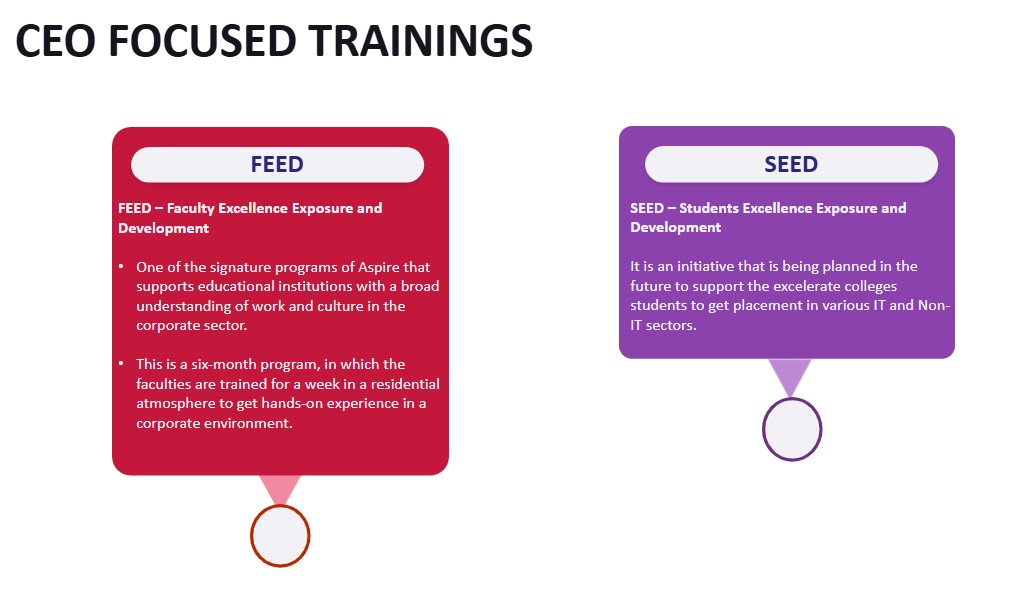 CEO FOCUSED TRAININGS
FEED
FEED – Faculty Excellence Exposure and
Development
• One of the signature programs of Aspire that
supports educational institutions with a broad
understanding of work and culture in the
corporate sector.
• This is a six-month program, in which the
faculties are trained for a week in a residential
atmosphere to get hands-on experience in a
corporate environment.
SEED
SEED – Students Excellence Exposure and
Development
It is an initiative that is being planned in the
future to support the excelerate colleges
students to get placement in various IT and Non-
IT sectors.